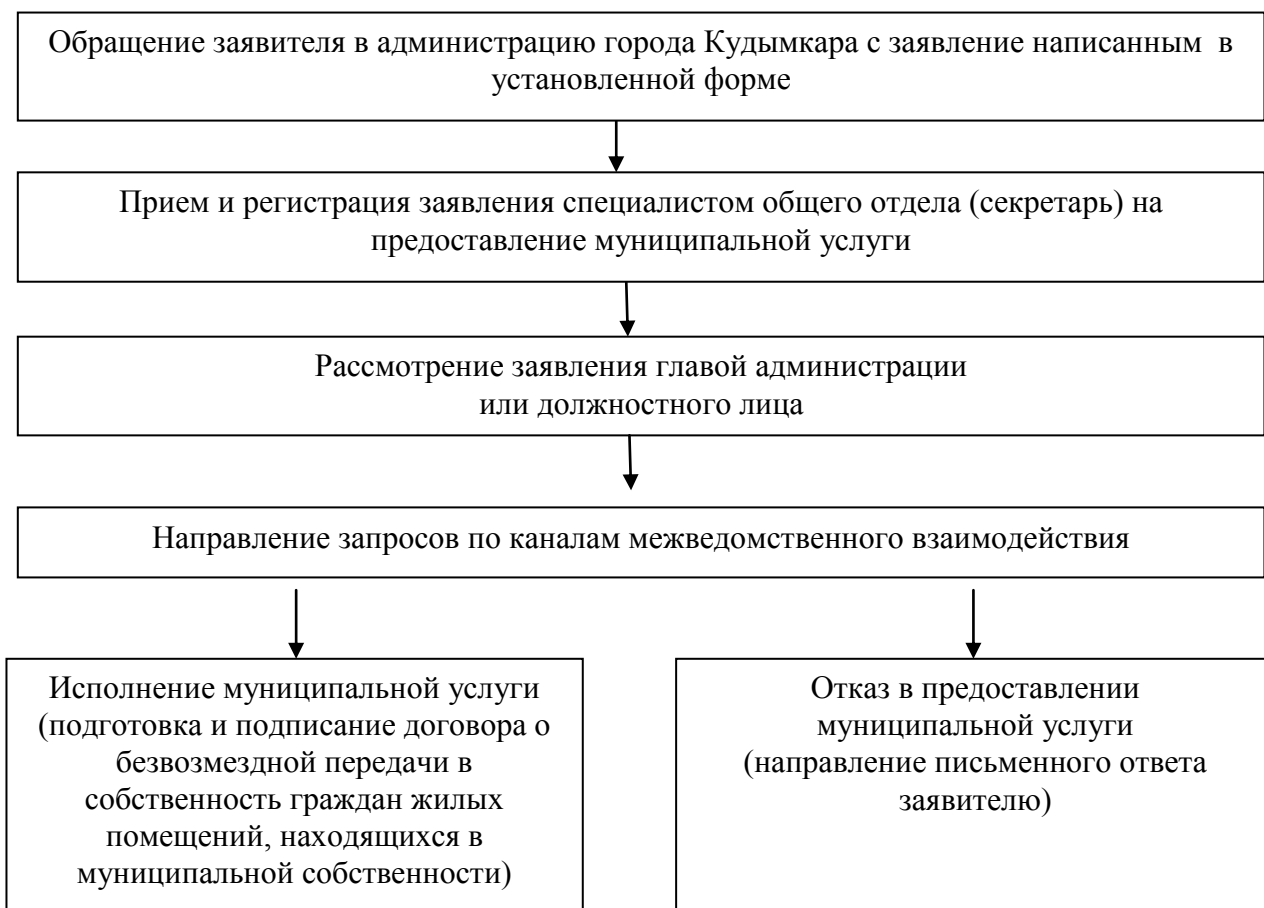 Обращение заявителя в администрацию города Кудымкара с заявление написанным в
установленной форме
Прием и регистрация заявления специалистом общего отдела (секретарь) на
предоставление муниципальной услуги
Рассмотрение заявления главой администрации
или должностного лица
Направление запросов по каналам межведомственного взаимодействия
Исполнение муниципальной услуги
(подготовка и подписание договора о
безвозмездной передачи в
собственность граждан жилых
помещений, находящихся в
муниципальной собственности)
Отказ в предоставлении
муниципальной услуги
(направление письменного ответа
заявителю)